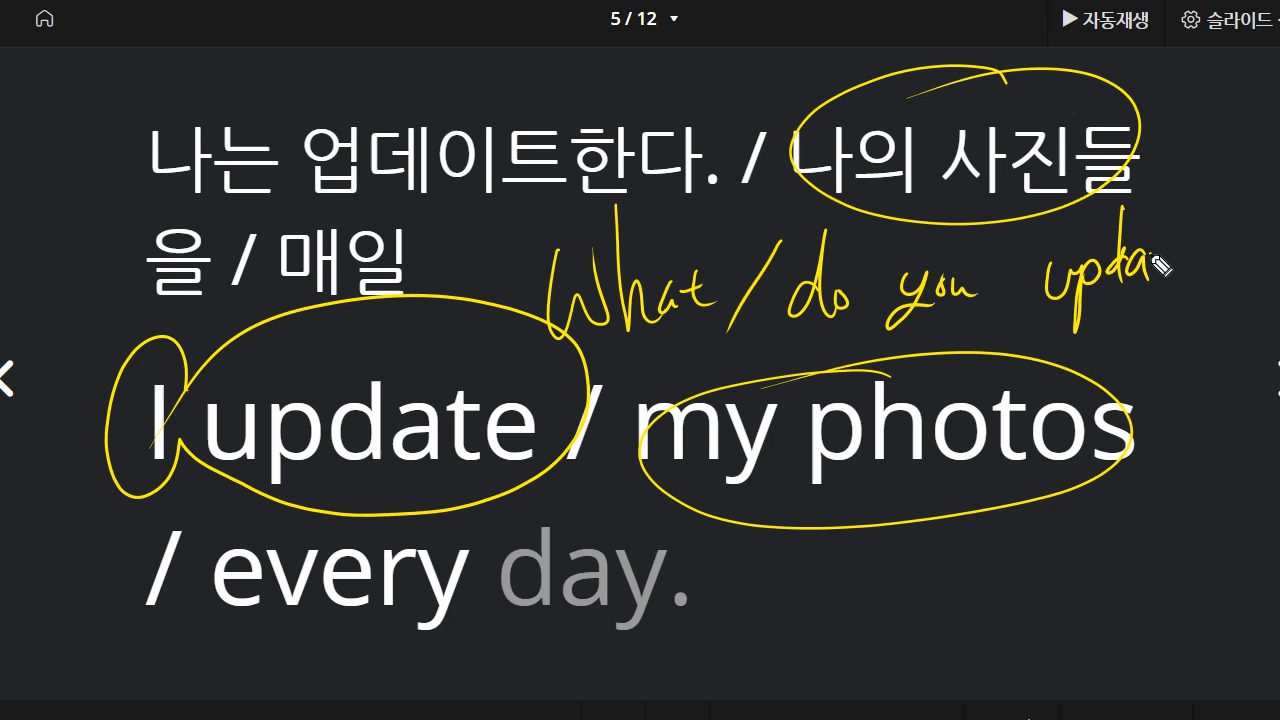 5 / 12
자동재생
슬라이드
나는 업데이트한다. / 나의 사진들
을 / 매일
What / do you upda
I update / my photos
/ every day.